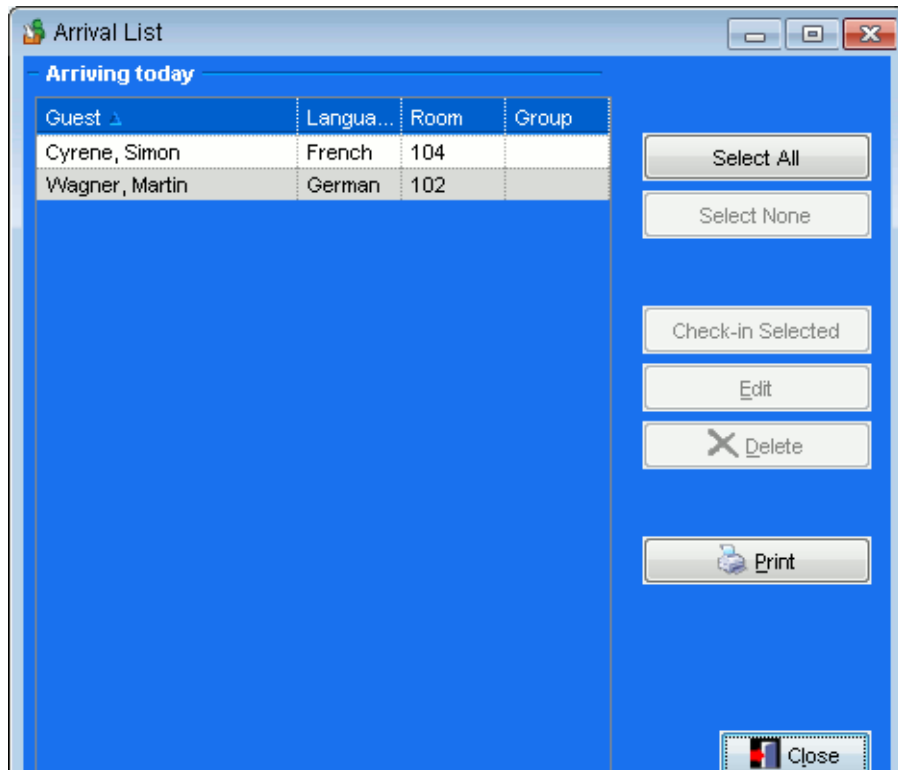 Arrival List
Arriving today
Guest Langua... Room Group
Cyrene, Simon French 104
Wagner, Martin German 102
Select All
Select None
Check-in Selected
Edit
Delete
Print
Close